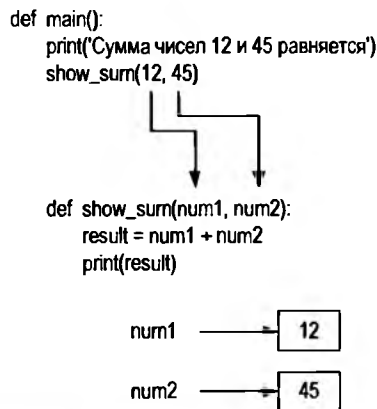 def main():
print('Сумма чисел 12 и 45 равняется')
show_sum(12, 45)
def show_sum(num1, num2):
result = num1 + num2
print(result)
num1
12
num2
45